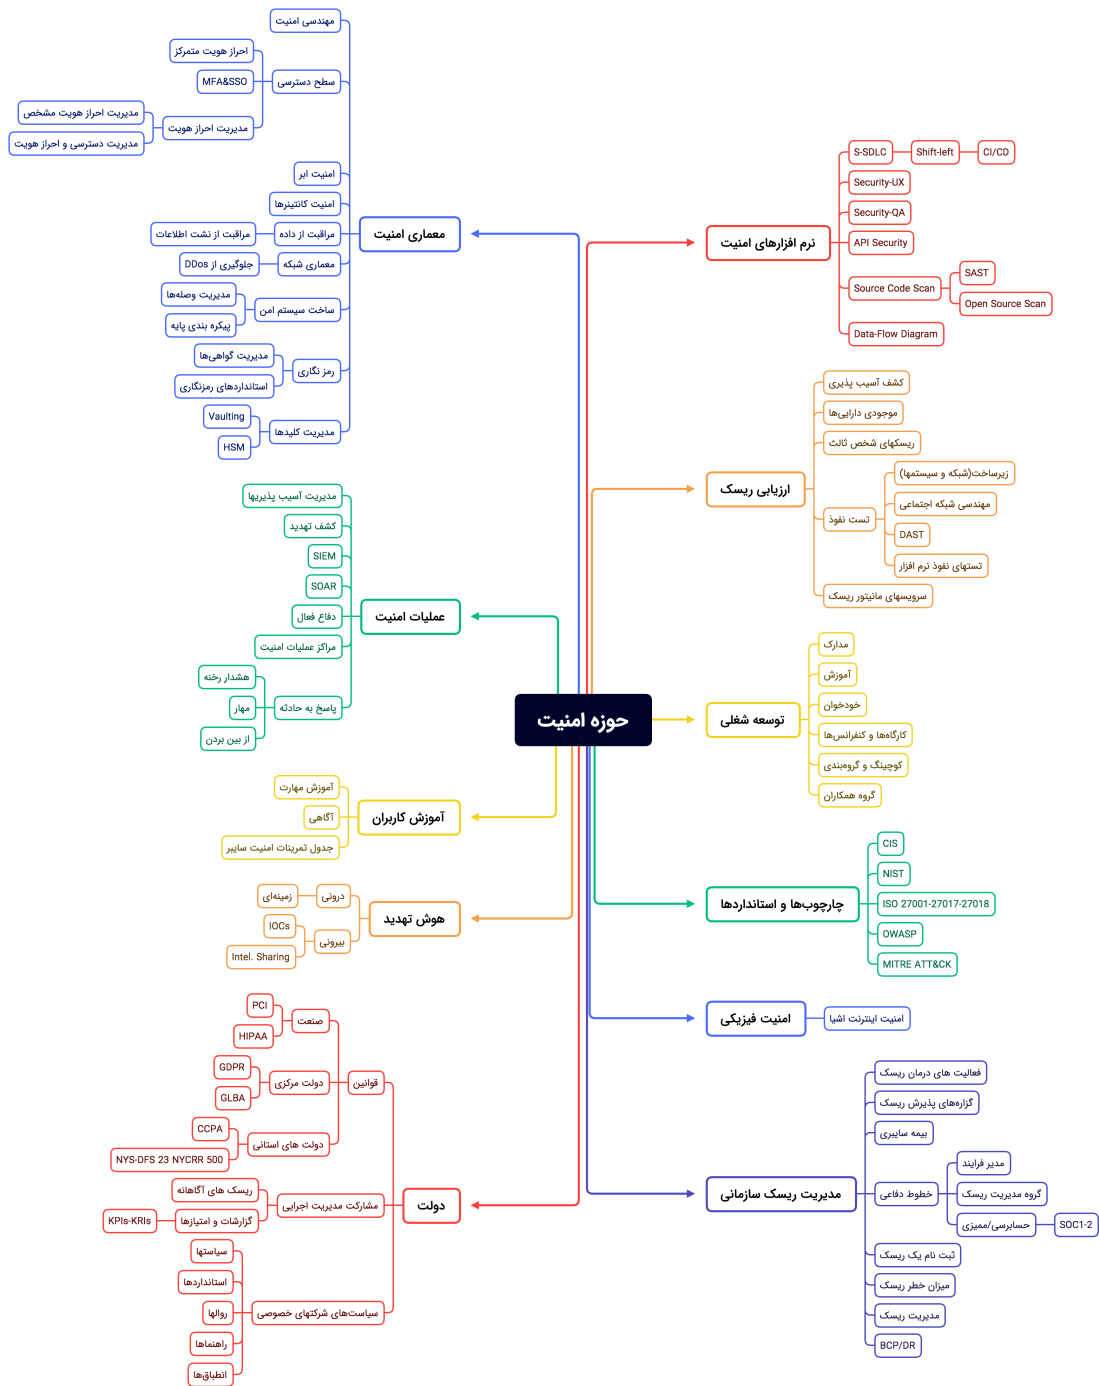 حوزه امنیت
نرم افزارهای امنیت
S-SDLC
Shift-left
CI/CD
Security-UX
Security-QA
API Security
Source Code Scan
SAST
Open Source Scan
Data-Flow Diagram
ارزیابی ریسک
کشف آسیب پذیری
موجودی دارایی‌ها
ریسکهای شخص ثالث
تست نفوذ
زیرساخت(شبکه و سیستمها)
مهندسی شبکه اجتماعی
DAST
تستهای نفوذ نرم افزار
سرویسهای مانیتور ریسک
توسعه شغلی
مدارک
آموزش
خودخوان
کارگاه‌ها و کنفرانس‌ها
کوچینگ و گروه‌بندی
گروه همکاران
چارچوب‌ها و استانداردها
CIS
NIST
ISO 27001-27017-27018
OWASP
MITRE ATT&CK
امنیت فیزیکی
امنیت اینترنت اشیا
مدیریت ریسک سازمانی
فعالیت های درمان ریسک
گزاره‌های پذیرش ریسک
بیمه سایبری
خطوط دفاعی
مدیر فرایند
گروه مدیریت ریسک
حسابرسی/ممیزی
SOC1-2
ثبت نام یک ریسک
میزان خطر ریسک
مدیریت ریسک
BCP/DR
معماری امنیت
مهندسی امنیت
سطح دسترسی
احراز هویت متمرکز
MFA&SSO
مدیریت احراز هویت
مدیریت احراز هویت مشخص
مدیریت دسترسی و احراز هویت
امنیت ابر
امنیت کانتینرها
مراقبت از داده
مراقبت از نشت اطلاعات
معماری شبکه
جلوگیری از DDos
ساخت سیستم امن
مدیریت وصله‌ها
پیکره بندی پایه
رمز نگاری
مدیریت گواهی‌ها
استانداردهای رمزنگاری
مدیریت کلیدها
Vaulting
HSM
عملیات امنیت
مدیریت آسیب پذیریها
کشف تهدید
SIEM
SOAR
دفاع فعال
مراکز عملیات امنیت
پاسخ به حادثه
هشدار رخنه
مهار
از بین بردن
آموزش کاربران
آموزش مهارت
آگاهی
جدول تمرینات امنیت سایبر
هوش تهدید
درونی
زمینه‌ای
بیرونی
IOCs
Intel. Sharing
دولت
قوانین
صنعت
PCI
HIPAA
دولت مرکزی
GDPR
GLBA
دولت های استانی
CCPA
NYS-DFS 23 NYCRR 500
مشارکت مدیریت اجرایی
ریسک های آگاهانه
گزارشات و امتیازها
KPIs-KRIs
سیاست‌های شرکتهای خصوصی
سیاستها
استانداردها
روالها
راهنماها
انطباق‌ها